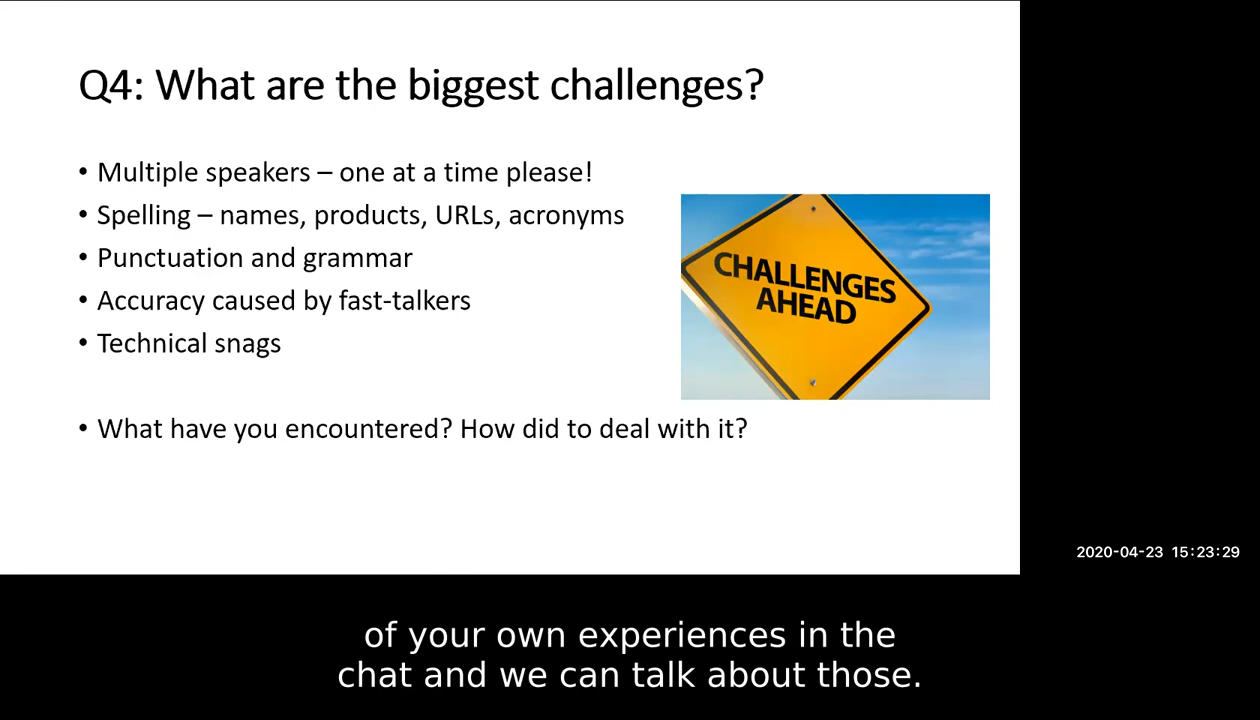 Q4: What are the biggest challenges?
• Multiple speakers – one at a time please!
• Spelling – names, products, URLs, acronyms
• Punctuation and grammar
• Accuracy caused by fast-talkers
• Technical snags
CHALLENGES
AHEAD
• What have you encountered? How did to deal with it?
2020-04-23 15:23:29
of your own experiences in the
chat and we can talk about those.